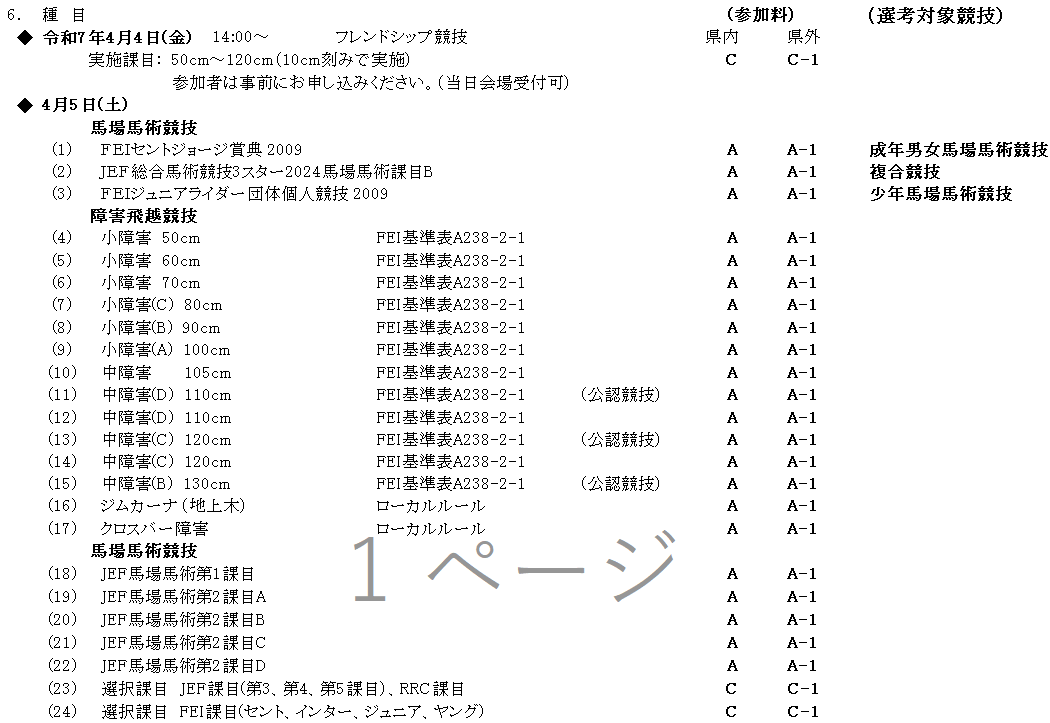 6. 種 目 (参加料) (選考対象競技)
◆ 令和7年4月4日(金) 14:00～ フレンドシップ競技 県内 県外
実施課目: 50cm～120cm(10cm刻みで実施) C C-1
参加者は事前にお申し込みください。(当日会場受付可)
◆ 4月5日(土)
馬場馬術競技
(1) FEIセントジョージ賞典 2009 A A-1 成年男女馬場馬術競技
(2) JEF総合馬術競技3スター2024馬場馬術課目B A A-1 複合競技
(3) FEIジュニアライダー団体個人競技 2009 A A-1 少年馬場馬術競技
障害飛越競技
(4) 小障害 50cm FEI基準表A238-2-1 A A-1
(5) 小障害 60cm FEI基準表A238-2-1 A A-1
(6) 小障害 70cm FEI基準表A238-2-1 A A-1
(7) 小障害(C) 80cm FEI基準表A238-2-1 A A-1
(8) 小障害(B) 90cm FEI基準表A238-2-1 A A-1
(9) 小障害(A) 100cm FEI基準表A238-2-1 A A-1
(10) 中障害 105cm FEI基準表A238-2-1 A A-1
(11) 中障害(D) 110cm FEI基準表A238-2-1 (公認競技) A A-1
(12) 中障害(D) 110cm FEI基準表A238-2-1 A A-1
(13) 中障害(C) 120cm FEI基準表A238-2-1 (公認競技) A A-1
(14) 中障害(C) 120cm FEI基準表A238-2-1 A A-1
(15) 中障害(B) 130cm FEI基準表A238-2-1 (公認競技) A A-1
(16) ジムカーナ(地上木) ローカルルール A A-1
(17) クロスバー障害 ローカルルール A A-1
馬場馬術競技
1 ページ
(18) JEF馬場馬術第1課目 A A-1
(19) JEF馬場馬術第2課目A A A-1
(20) JEF馬場馬術第2課目B A A-1
(21) JEF馬場馬術第2課目C A A-1
(22) JEF馬場馬術第2課目D A A-1
(23) 選択課目 JEF課目(第3、第4、第5課目)、RRC課目 C C-1
(24) 選択課目 FEI課目(セント、インター、ジュニア、ヤング) C C-1